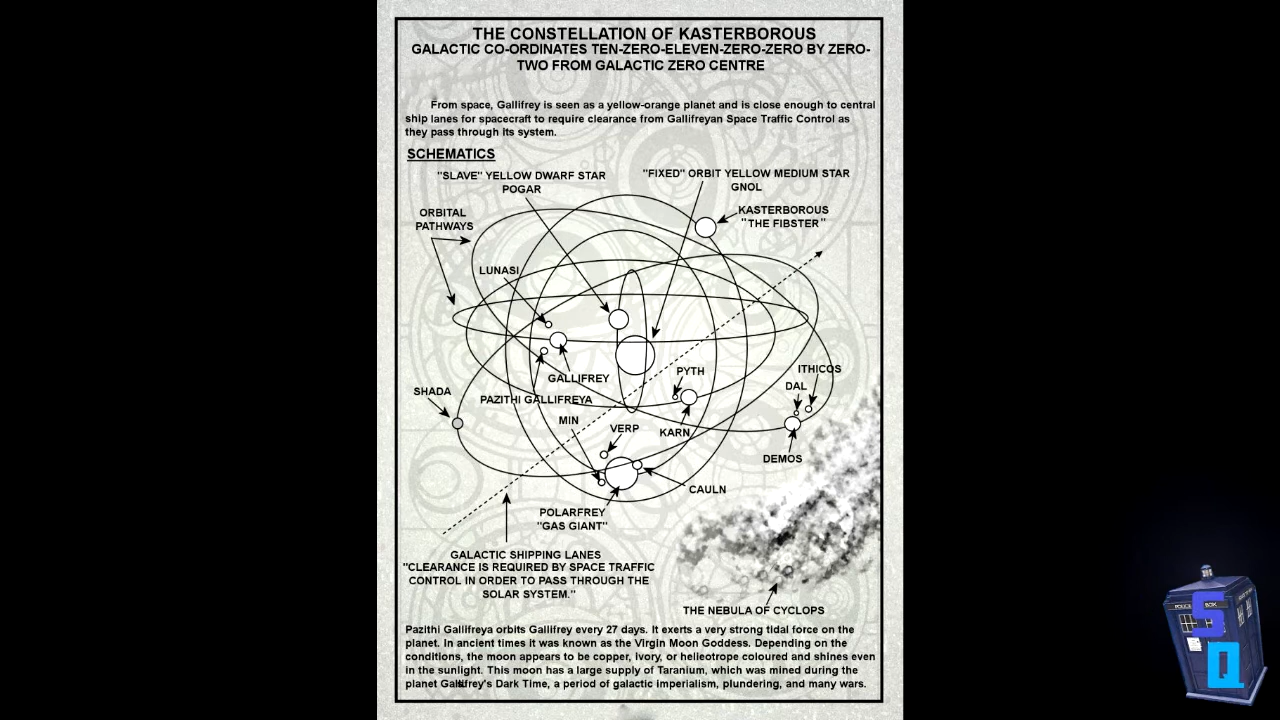 THE CONSTELLATION OF KASTERBOROUS
GALACTIC CO-ORDINATES TEN-ZERO-ELEVEN-ZERO-ZERO BY ZERO-
TWO FROM GALACTIC ZERO CENTRE
From space, Gallifrey is seen as a yellow-orange planet and is close enough to central
ship lanes for spacecraft to require clearance from Gallifreyan Space Traffic Control as
they pass through its system.
SCHEMATICS
"SLAVE" YELLOW DWARF STAR
POGAR
"FIXED" ORBIT YELLOW MEDIUM STAR
GNOL
ORBITAL
PATHWAYS
KASTERBOROUS
"THE FIBSTER"
LUNASI
GALLIFREY
PAZITHI GALLIFREYA
PYTH
ITHICOS
DAL
SHADA
MIN
VERP
KARN
DEMOS
CAULN
POLARFREY
"GAS GIANT"
GALACTIC SHIPPING LANES
"CLEARANCE IS REQUIRED BY SPACE TRAFFIC
CONTROL IN ORDER TO PASS THROUGH THE
SOLAR SYSTEM."
THE NEBULA OF CYCLOPS
Pazithi Gallifreya orbits Gallifrey every 27 days. It exerts a very strong tidal force on the
planet. In ancient times it was known as the Virgin Moon Goddess. Depending on the
conditions, the moon appears to be copper, ivory, or helieotrope coloured and shines even
in the sunlight. This moon has a large supply of Taranium, which was mined during the
planet Gallifrey's Dark Time, a period of galactic imperialism, plundering, and many wars.
POLICE BOX
S
Q